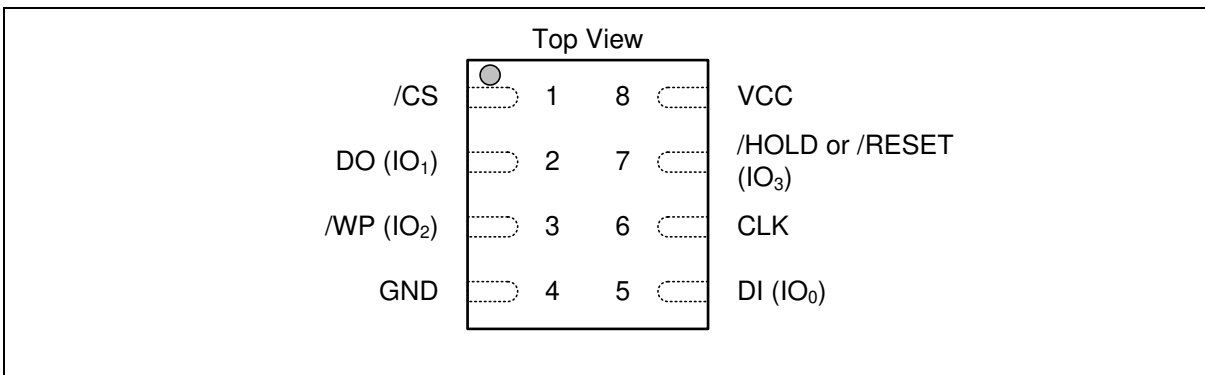 Top View
/CS 1 8 VCC
DO (IO₁) 2 7 /HOLD or /RESET
(IO₃)
/WP (IO₂) 3 6 CLK
GND 4 5 DI (IO₀)